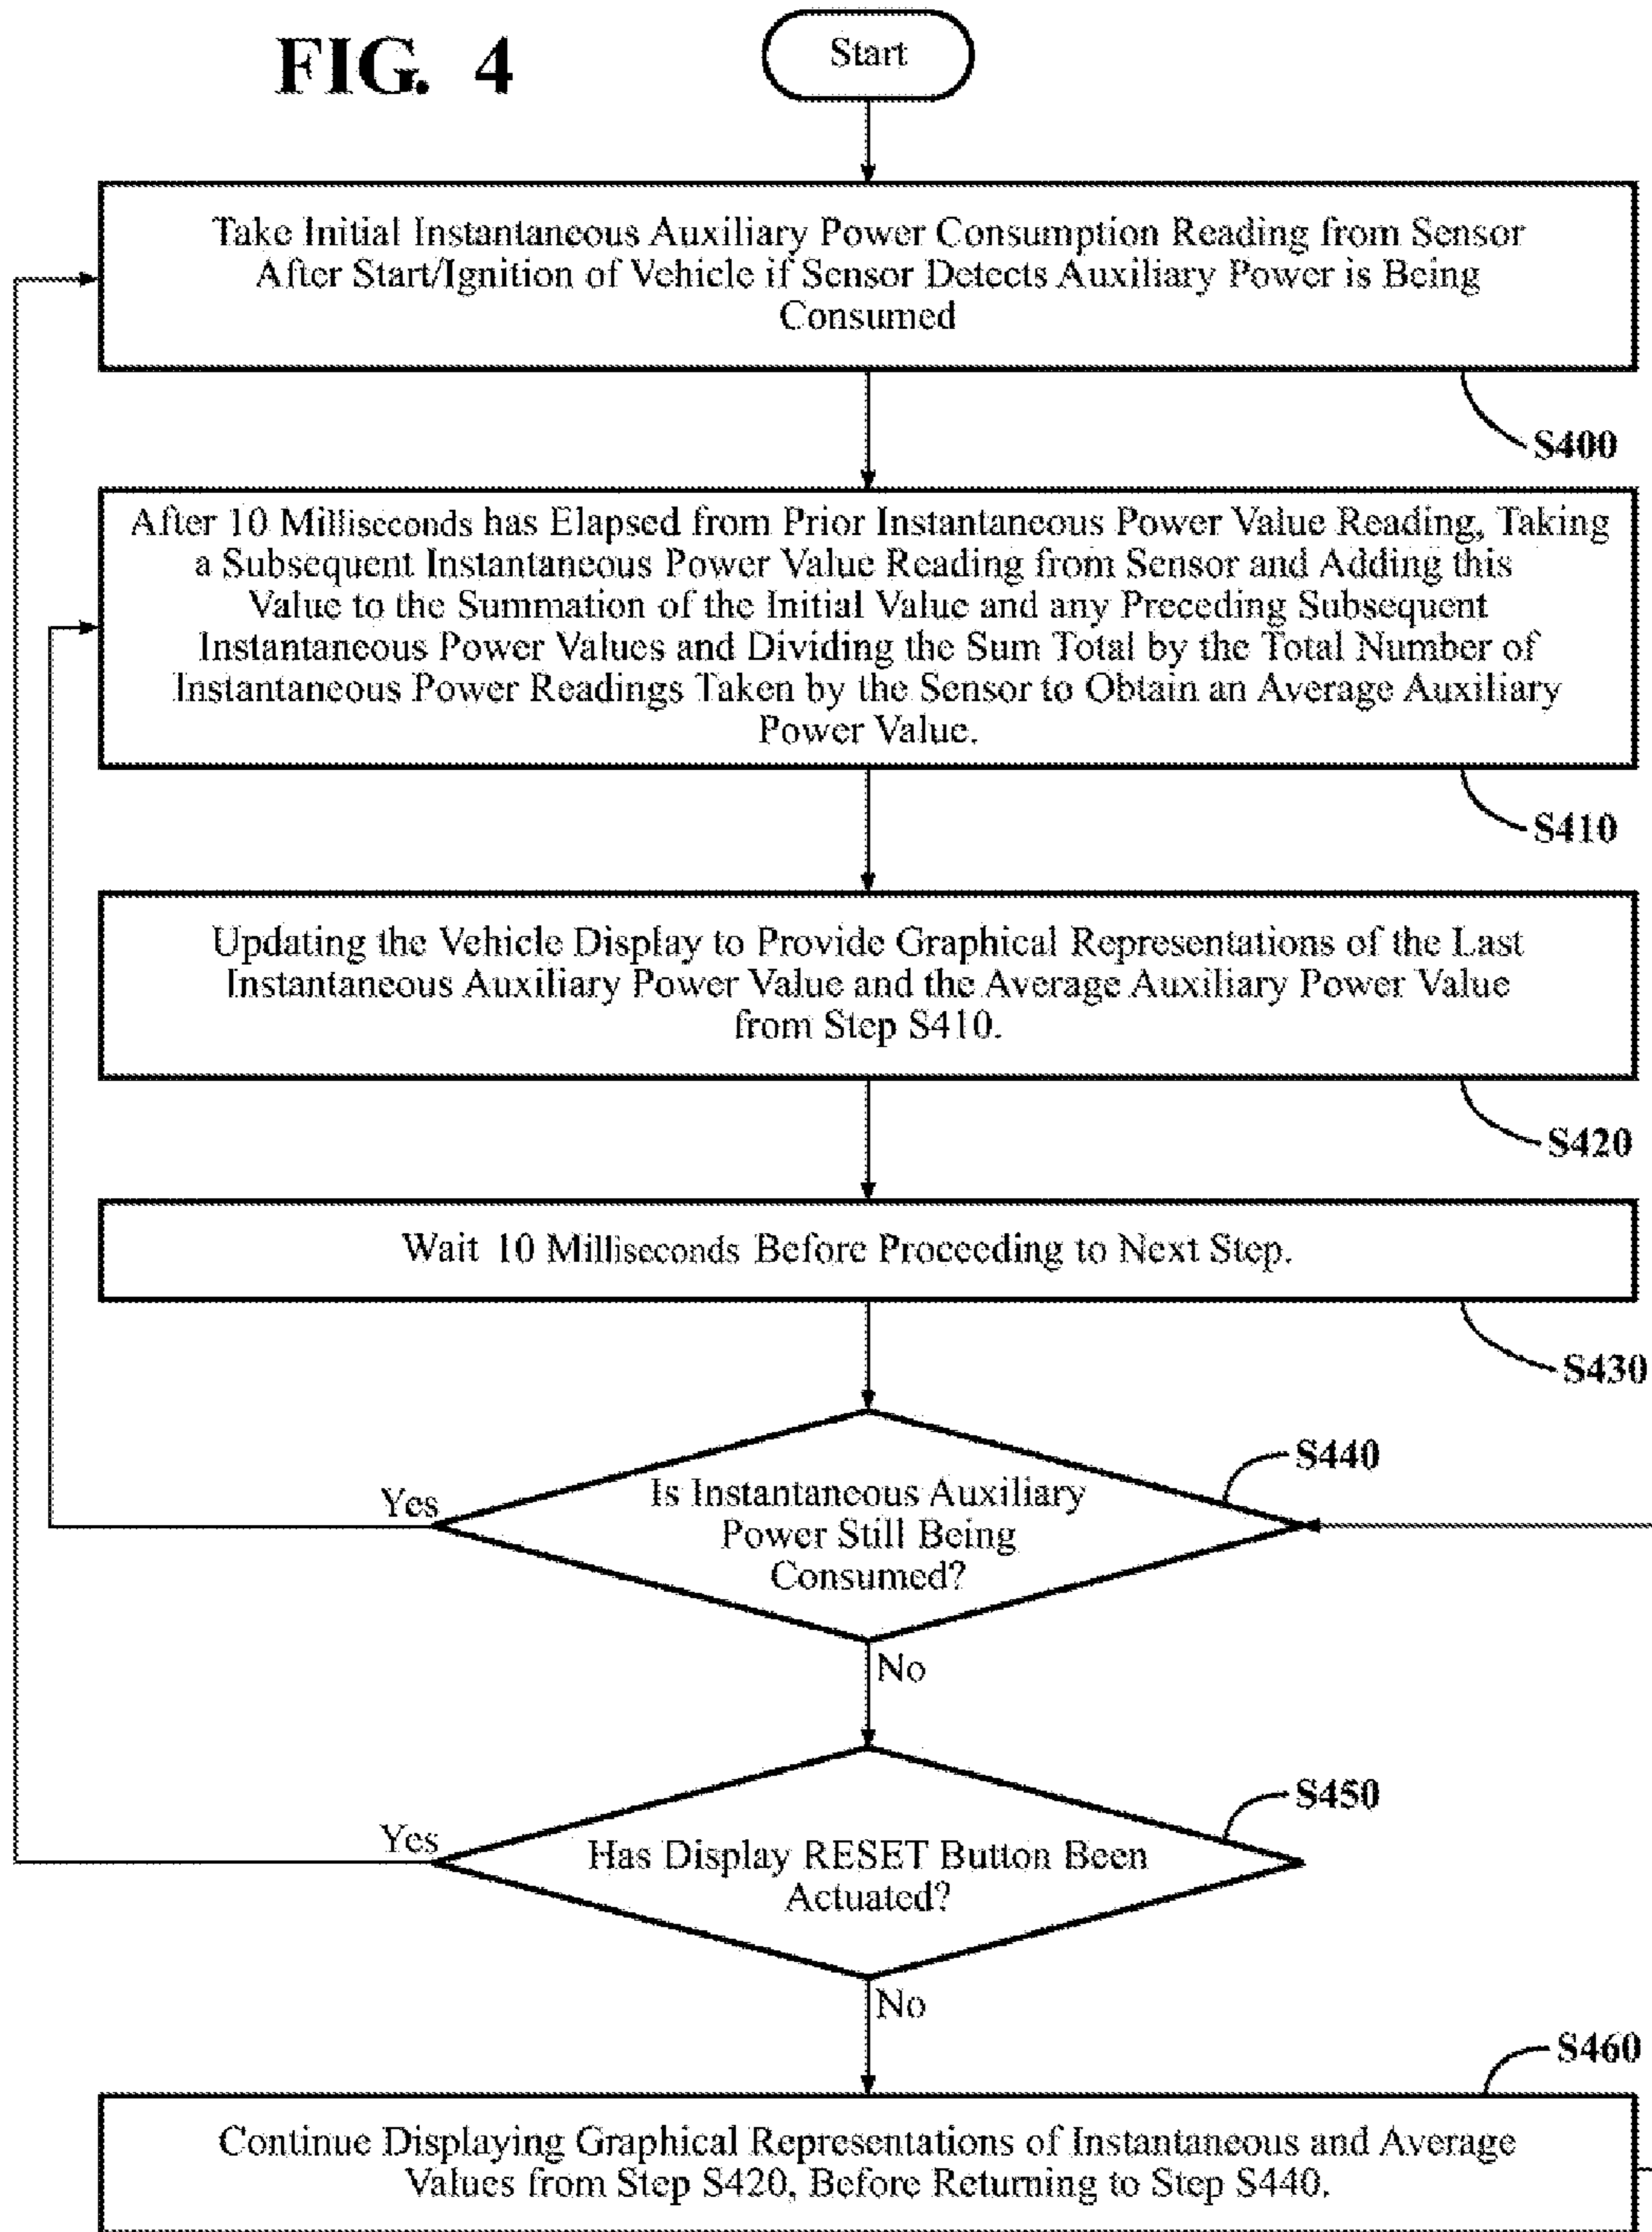 FIG. 4
Start
Take Initial Instantaneous Auxiliary Power Consumption Reading from Sensor
After Start/Ignition of Vehicle if Sensor Detects Auxiliary Power is Being
Consumed
S400
After 10 Milliseconds has Elapsed from Prior Instantaneous Power Value Reading, Taking
a Subsequent Instantaneous Power Value Reading from Sensor and Adding this
Value to the Summation of the Initial Value and any Preceding Subsequent
Instantaneous Power Values and Dividing the Sum Total by the Total Number of
Instantaneous Power Readings Taken by the Sensor to Obtain an Average Auxiliary
Power Value.
S410
Updating the Vehicle Display to Provide Graphical Representations of the Last
Instantaneous Auxiliary Power Value and the Average Auxiliary Power Value
from Step S410.
S420
Wait 10 Milliseconds Before Proceeding to Next Step.
S430
S440
Is Instantaneous Auxiliary
Power Still Being
Consumed?
Yes
No
S450
Has Display RESET Button Been
Actuated?
Yes
No
S460
Continue Displaying Graphical Representations of Instantaneous and Average
Values from Step S420, Before Returning to Step S440.